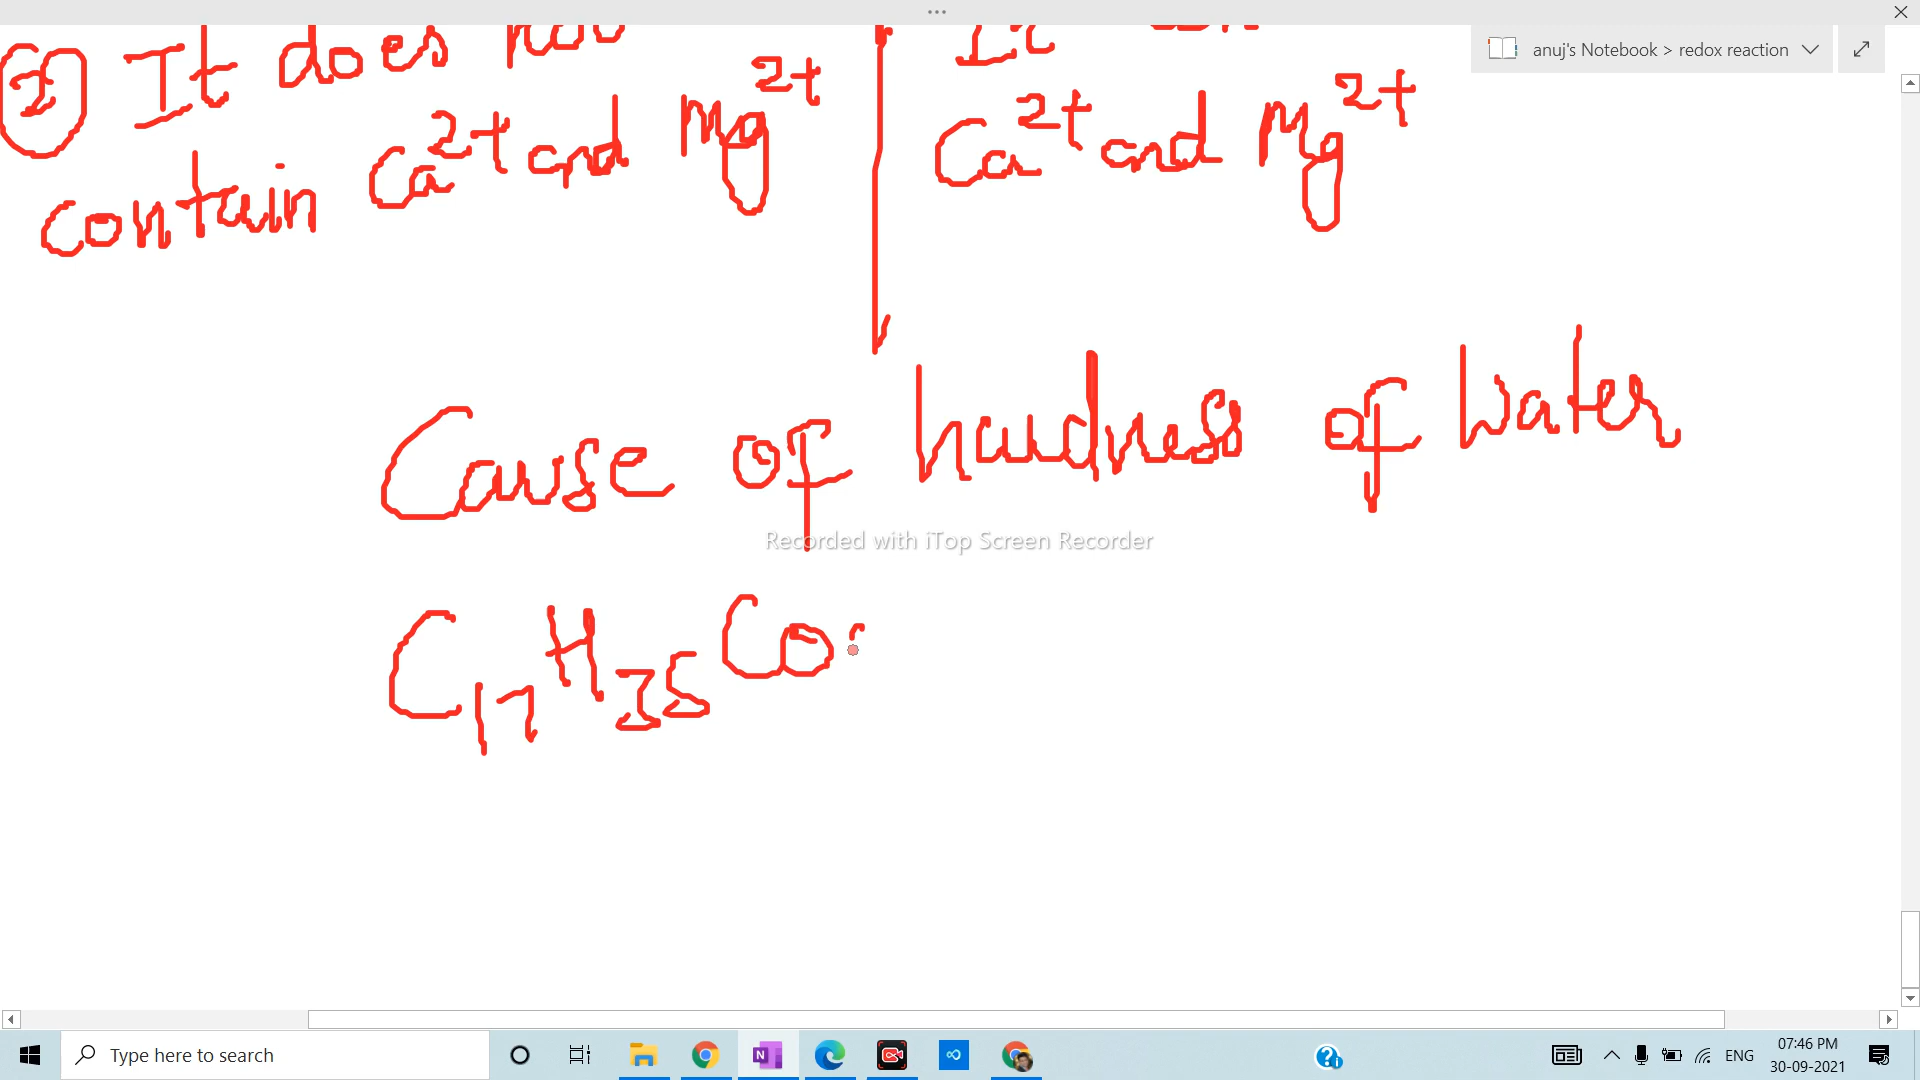 anuj's Notebook > redox reaction
② It does
contain Ca²⁺ and Mg²⁺
Ca²⁺ and Mg²⁺
Cause of hardness of Water
Recorded with iTop Screen Recorder
C₁₇H₃₅Co
Type here to search
ENG
07:46 PM
30-09-2021